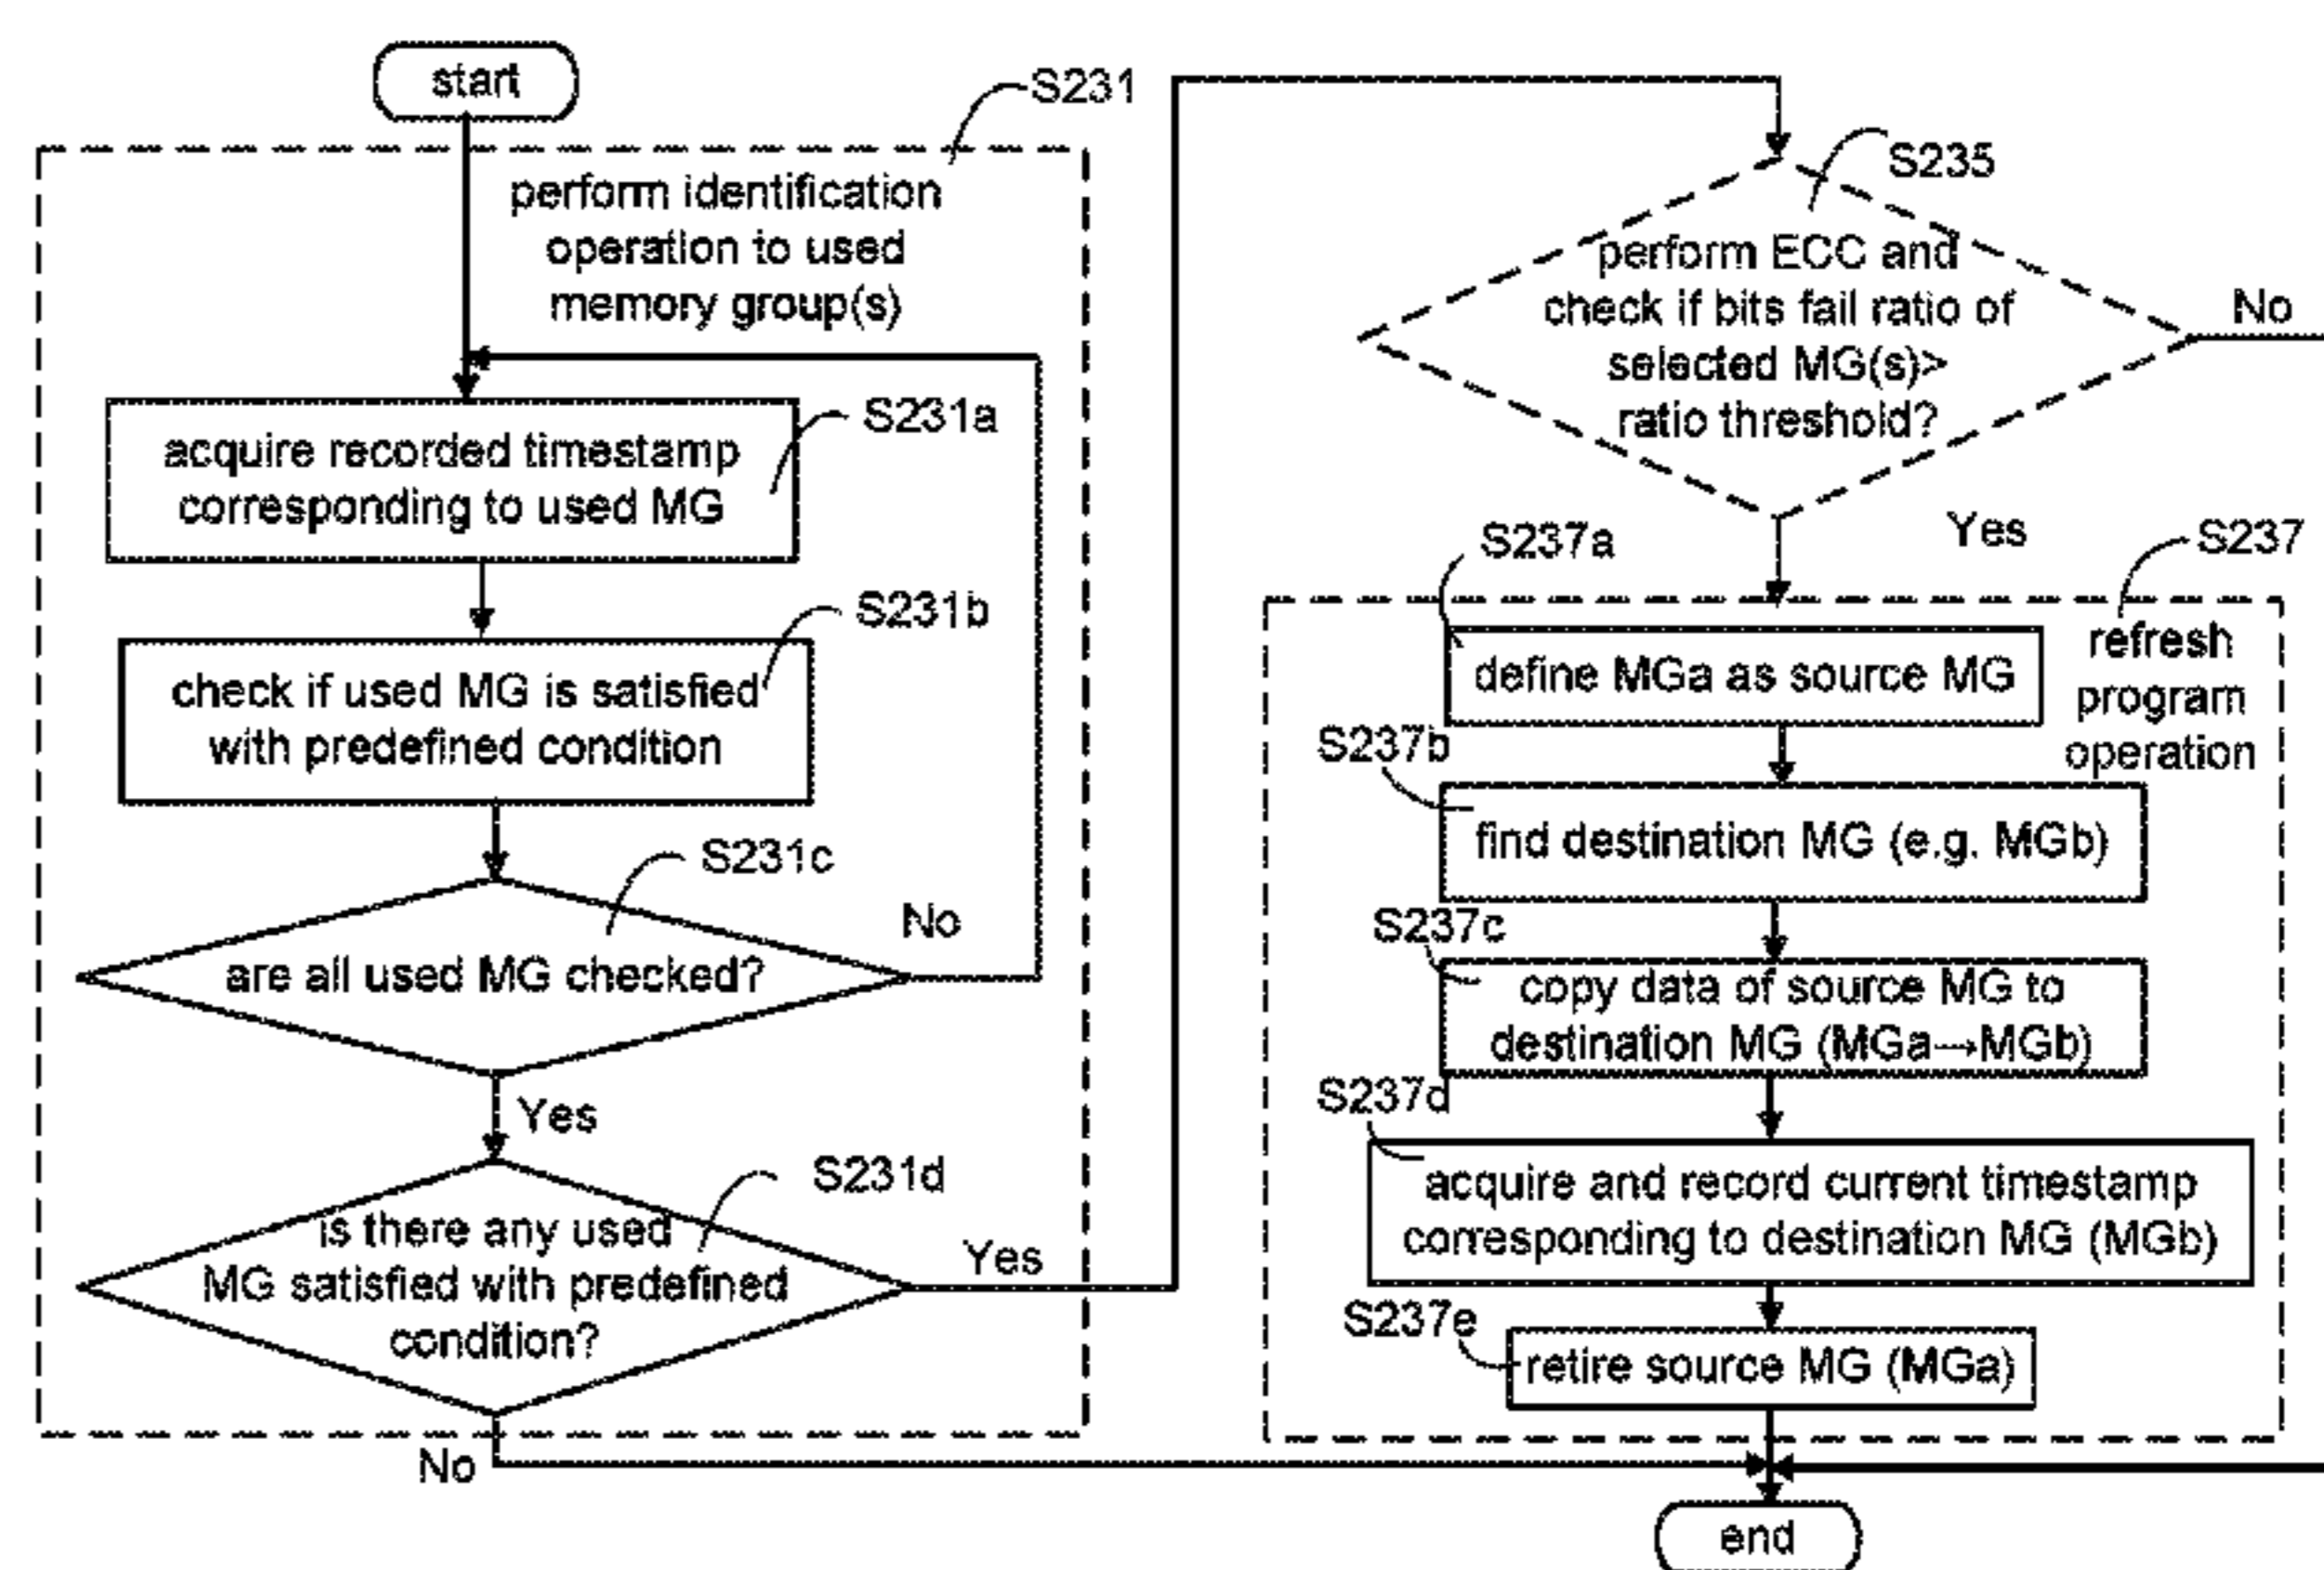 start
S231
perform identification
operation to used
memory group(s)
acquire recorded timestamp
corresponding to used MG
S231a
check if used MG is satisfied
with predefined condition
S231b
are all used MG checked?
S231c
No
Yes
is there any used
MG satisfied with predefined
condition?
S231d
Yes
No
perform ECC and
check if bits fail ratio of
selected MG(s)>
ratio threshold?
S235
No
Yes
S237
refresh
program
operation
S237a
define MGa as source MG
S237b
find destination MG (e.g. MGb)
S237c
copy data of source MG to
destination MG (MGa→MGb)
S237d
acquire and record current timestamp
corresponding to destination MG (MGb)
S237e
retire source MG (MGa)
end